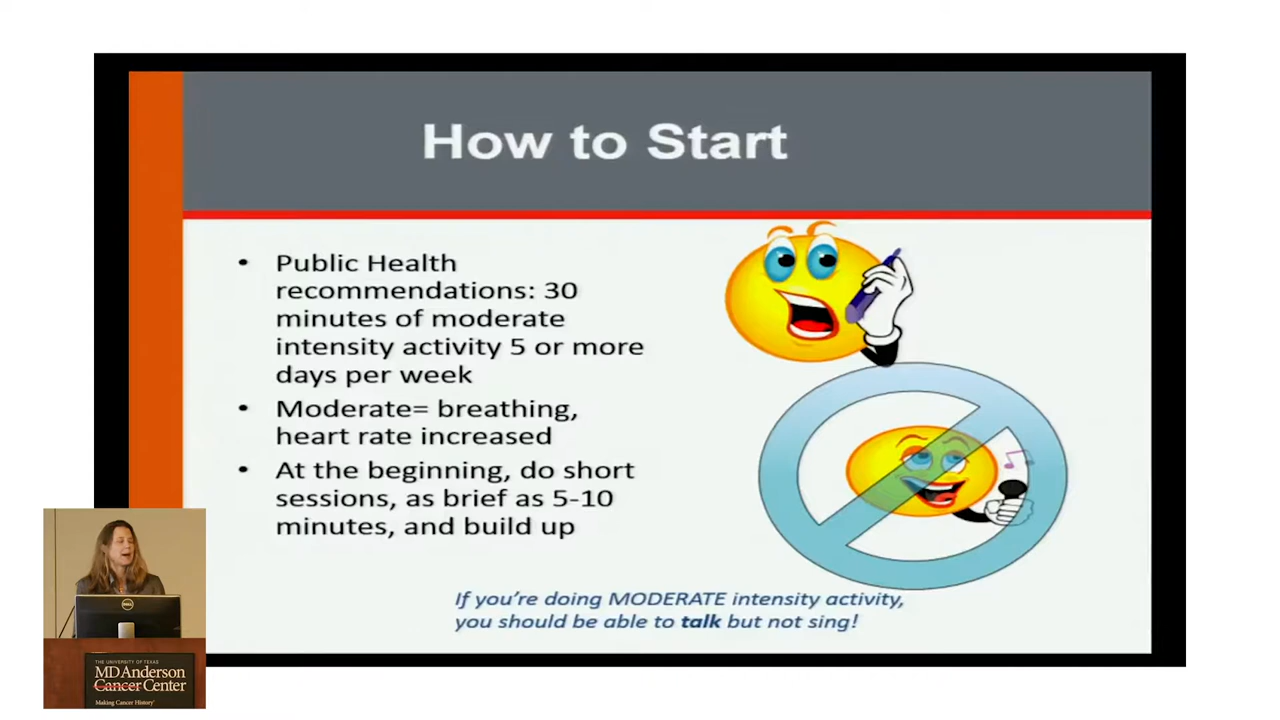 How to Start
• Public Health
recommendations: 30
minutes of moderate
intensity activity 5 or more
days per week
• Moderate= breathing,
heart rate increased
• At the beginning, do short
sessions, as brief as 5-10
minutes, and build up
If you're doing MODERATE intensity activity,
you should be able to talk but not sing!
DELL
THE UNIVERSITY OF TEXAS
MD Anderson
Cancer Center
Making Cancer History®